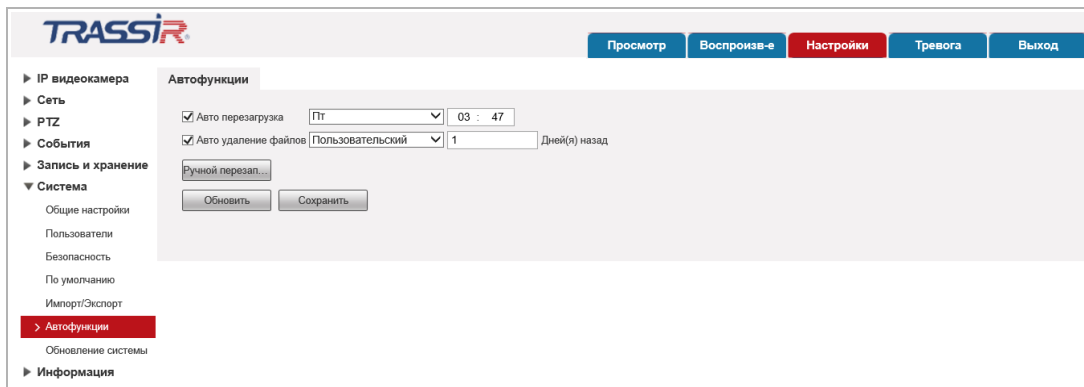 TRASSIR
Просмотр Воспроизв-е Настройки Тревога Выход
IP видеокамера
Сеть
PTZ
События
Запись и хранение
Система
Общие настройки
Пользователи
Безопасность
По умолчанию
Импорт/Экспорт
Автофункции
Обновление системы
Информация
Автофункции
Авто перезагрузка Пт 03 : 47
Авто удаление файлов Пользовательский 1 Дней(я) назад
Ручной перезап...
Обновить Сохранить